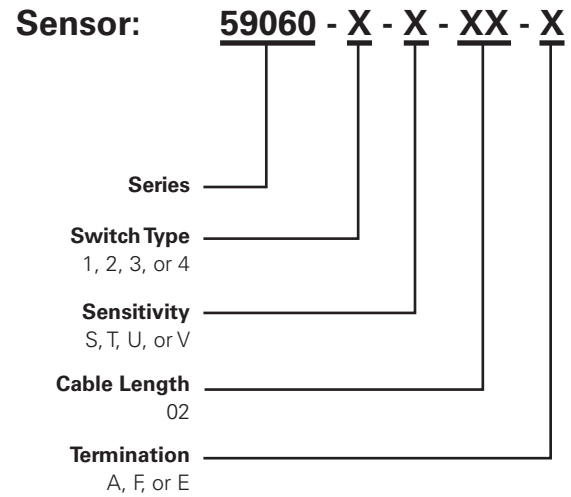 Sensor: 59060 - X - X - XX - X
Series
Switch Type
1, 2, 3, or 4
Sensitivity
S, T, U, or V
Cable Length
02
Termination
A, F, or E